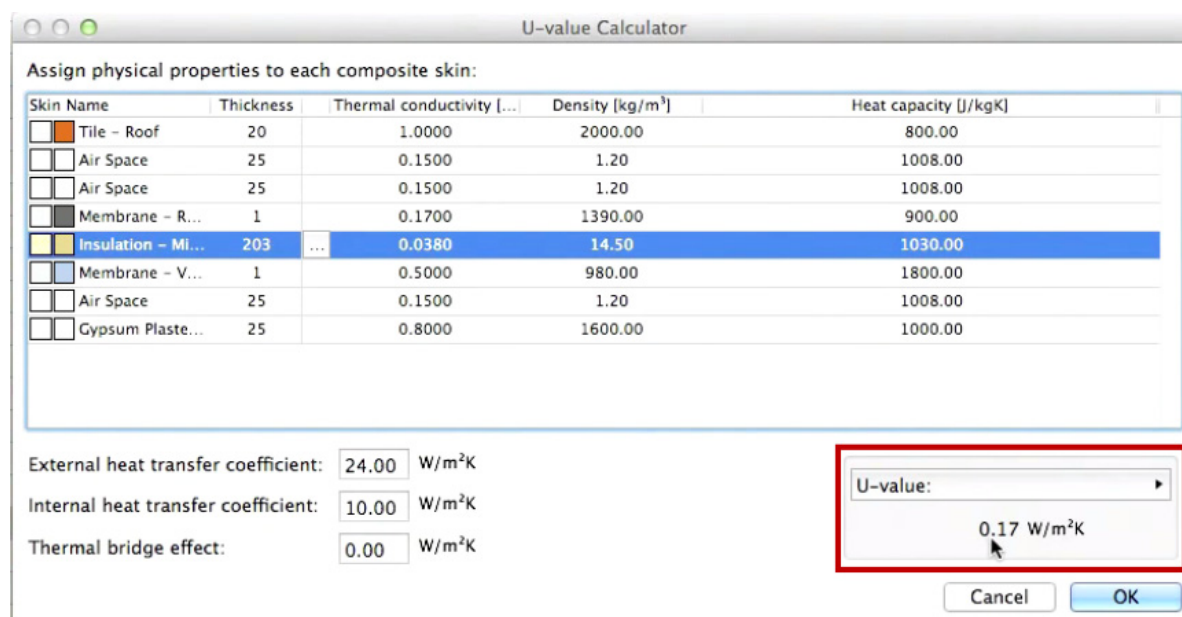 U-value Calculator
Assign physical properties to each composite skin:
Skin Name Thickness Thermal conductivity [... Density [kg/m³] Heat capacity [J/kgK]
Tile - Roof 20 1.0000 2000.00 800.00
Air Space 25 0.1500 1.20 1008.00
Air Space 25 0.1500 1.20 1008.00
Membrane - R... 1 0.1700 1390.00 900.00
Insulation - Mi... 203 ... 0.0380 14.50 1030.00
Membrane - V... 1 0.5000 980.00 1800.00
Air Space 25 0.1500 1.20 1008.00
Gypsum Plaste... 25 0.8000 1600.00 1000.00
External heat transfer coefficient: 24.00 W/m²K
Internal heat transfer coefficient: 10.00 W/m²K
Thermal bridge effect: 0.00 W/m²K
U-value:
0.17 W/m²K
Cancel OK